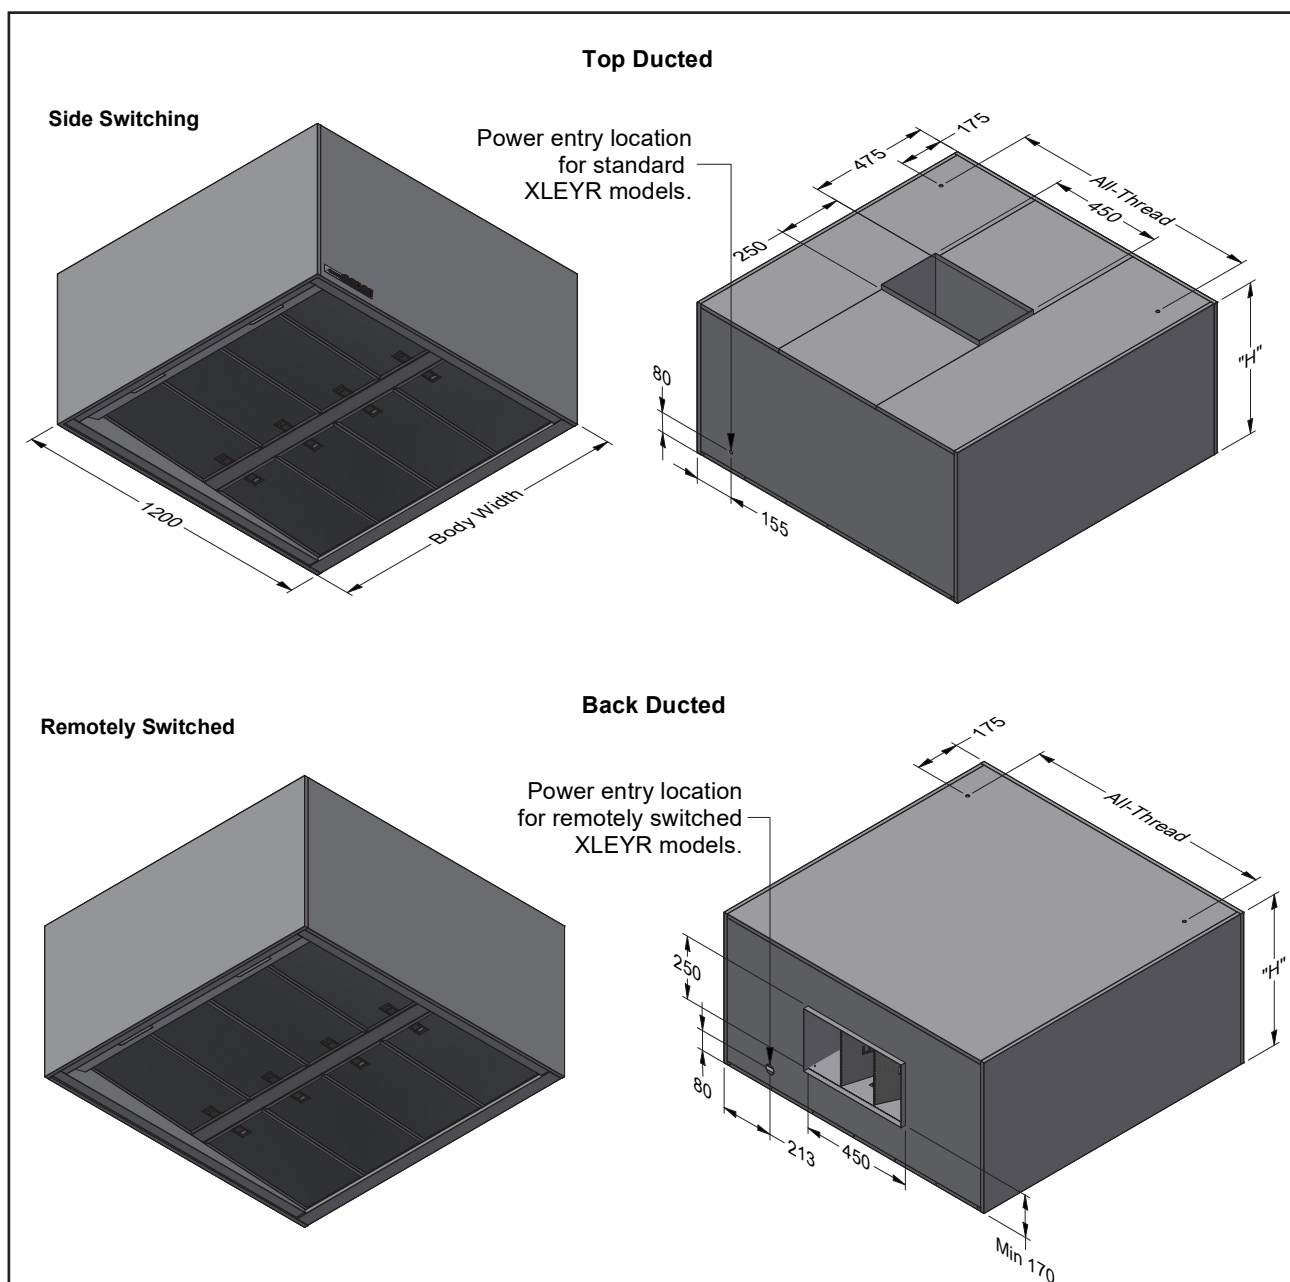 Top Ducted
Side Switching
Power entry location
for standard
XLEYR models.
475
175
All-Thread
450
250
"H"
80
155
1200
Body Width
Back Ducted
Remotely Switched
Power entry location
for remotely switched
XLEYR models.
175
All-Thread
250
"H"
80
213
450
Min 170